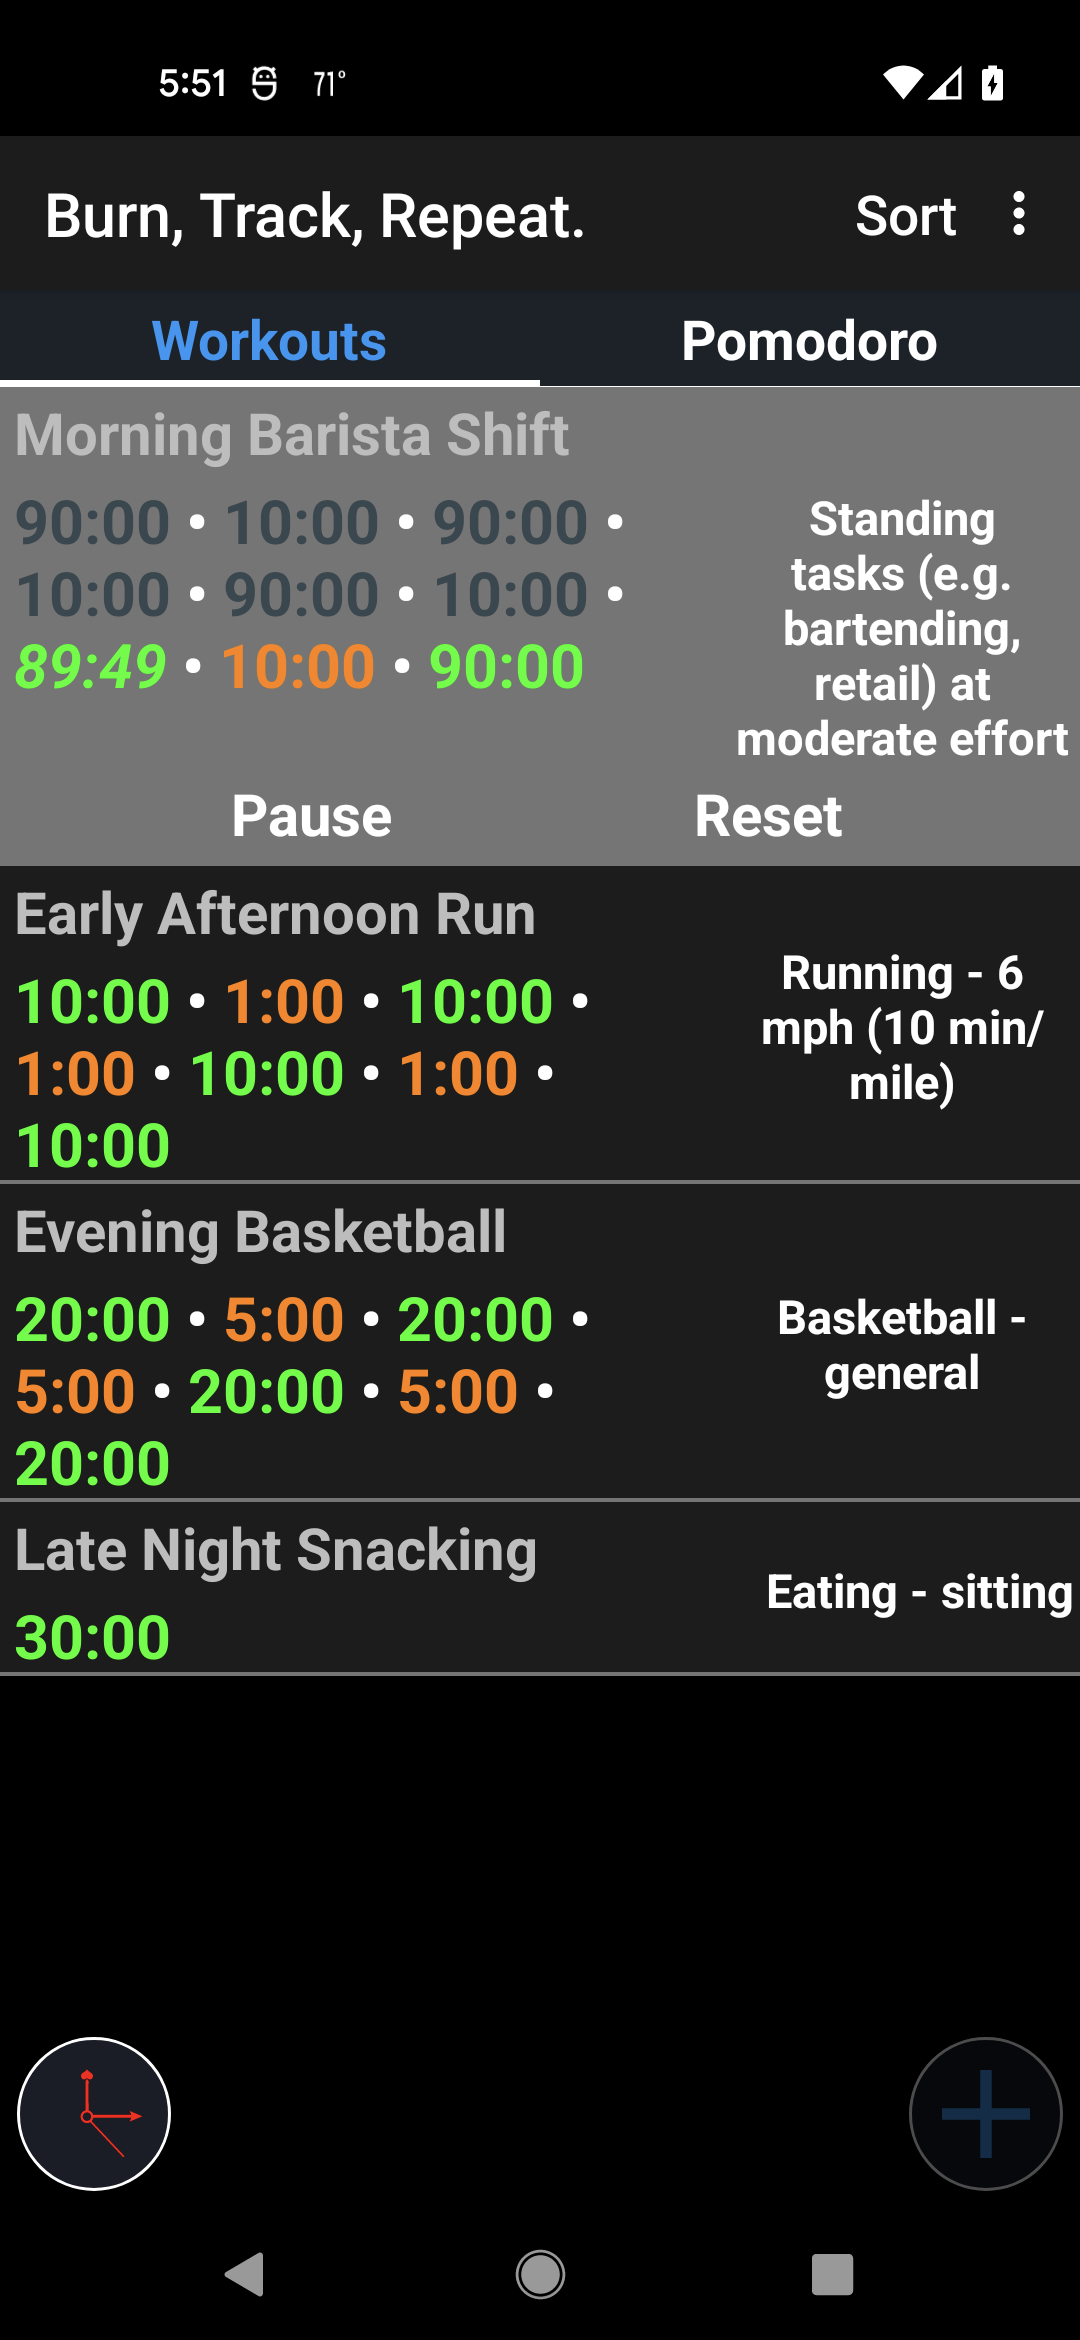 5:51 71°
Burn, Track, Repeat. Sort
Workouts Pomodoro
Morning Barista Shift
90:00 • 10:00 • 90:00 •
10:00 • 90:00 • 10:00 •
89:49 • 10:00 • 90:00
Standing
tasks (e.g.
bartending,
retail) at
moderate effort
Pause Reset
Early Afternoon Run
10:00 • 1:00 • 10:00 •
1:00 • 10:00 • 1:00 •
10:00
Running - 6
mph (10 min/
mile)
Evening Basketball
20:00 • 5:00 • 20:00 •
5:00 • 20:00 • 5:00 •
20:00
Basketball -
general
Late Night Snacking
30:00
Eating - sitting